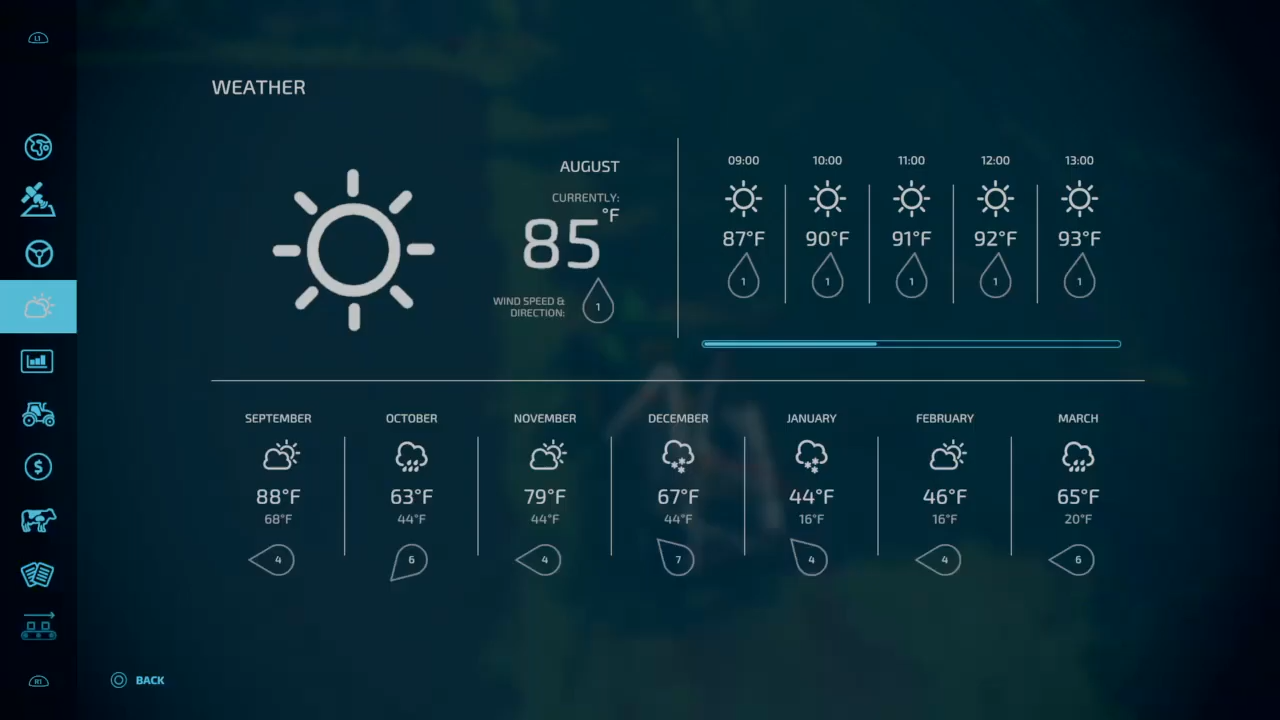 L1
WEATHER
AUGUST
CURRENTLY:
85°F
WIND SPEED &
DIRECTION:
1
09:00 10:00 11:00 12:00 13:00
87°F 90°F 91°F 92°F 93°F
1 1 1 1 1
SEPTEMBER OCTOBER NOVEMBER DECEMBER JANUARY FEBRUARY MARCH
88°F 63°F 79°F 67°F 44°F 46°F 65°F
68°F 44°F 44°F 44°F 16°F 16°F 20°F
4 6 4 7 4 4 6
$
R1
BACK